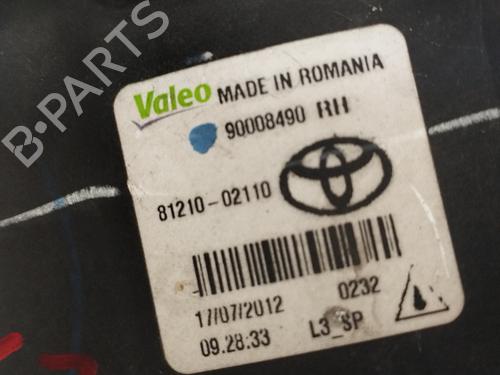 B-PARTS
Valeo MADE IN ROMANIA
90008490 RH
81210-02110
17/07/2012 0232
09.28:33 L3_SP